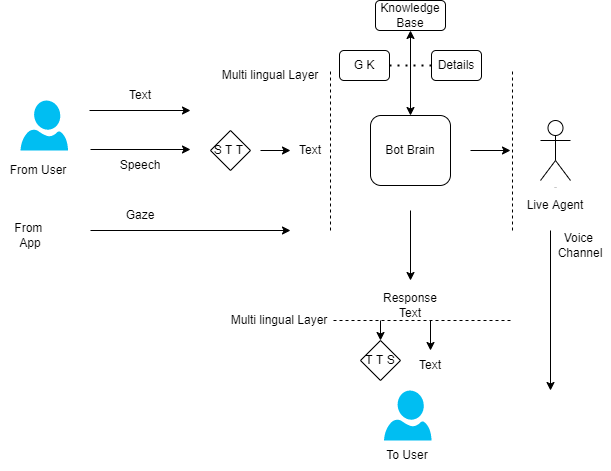 Knowledge
Base
G K
Details
Multi lingual Layer
Text
From User
Speech
S T T
Text
Bot Brain
Live Agent
From
App
Gaze
Voice
Channel
Response
Text
Multi lingual Layer
T T S
Text
To User